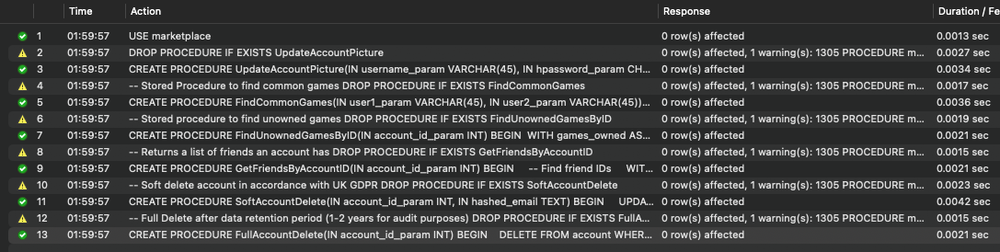 Time Action Response Duration / Fe
1 01:59:57 USE marketplace 0 row(s) affected 0.0013 sec
2 01:59:57 DROP PROCEDURE IF EXISTS UpdateAccountPicture 0 row(s) affected, 1 warning(s): 1305 PROCEDURE m... 0.0027 sec
3 01:59:57 CREATE PROCEDURE UpdateAccountPicture(IN username_param VARCHAR(45), IN hpassword_param CH... 0 row(s) affected 0.0034 sec
4 01:59:57 -- Stored Procedure to find common games DROP PROCEDURE IF EXISTS FindCommonGames 0 row(s) affected, 1 warning(s): 1305 PROCEDURE m... 0.0017 sec
5 01:59:57 CREATE PROCEDURE FindCommonGames(IN user1_param VARCHAR(45), IN user2_param VARCHAR(45))... 0 row(s) affected 0.0036 sec
6 01:59:57 -- Stored procedure to find unowned games DROP PROCEDURE IF EXISTS FindUnownedGamesByID 0 row(s) affected, 1 warning(s): 1305 PROCEDURE m... 0.0019 sec
7 01:59:57 CREATE PROCEDURE FindUnownedGamesByID(IN account_id_param INT) BEGIN WITH games_owned AS... 0 row(s) affected 0.0021 sec
8 01:59:57 -- Returns a list of friends an account has DROP PROCEDURE IF EXISTS GetFriendsByAccountID 0 row(s) affected, 1 warning(s): 1305 PROCEDURE m... 0.0015 sec
9 01:59:57 CREATE PROCEDURE GetFriendsByAccountID(IN account_id_param INT) BEGIN -- Find friend IDs WIT... 0 row(s) affected 0.0021 sec
10 01:59:57 -- Soft delete account in accordance with UK GDPR DROP PROCEDURE IF EXISTS SoftAccountDelete 0 row(s) affected, 1 warning(s): 1305 PROCEDURE m... 0.0023 sec
11 01:59:57 CREATE PROCEDURE SoftAccountDelete(IN account_id_param INT, IN hashed_email TEXT) BEGIN UPDA... 0 row(s) affected 0.0042 sec
12 01:59:57 -- Full Delete after data retention period (1-2 years for audit purposes) DROP PROCEDURE IF EXISTS FullA... 0 row(s) affected, 1 warning(s): 1305 PROCEDURE m... 0.0015 sec
13 01:59:57 CREATE PROCEDURE FullAccountDelete(IN account_id_param INT) BEGIN DELETE FROM account WHER... 0 row(s) affected 0.0021 sec